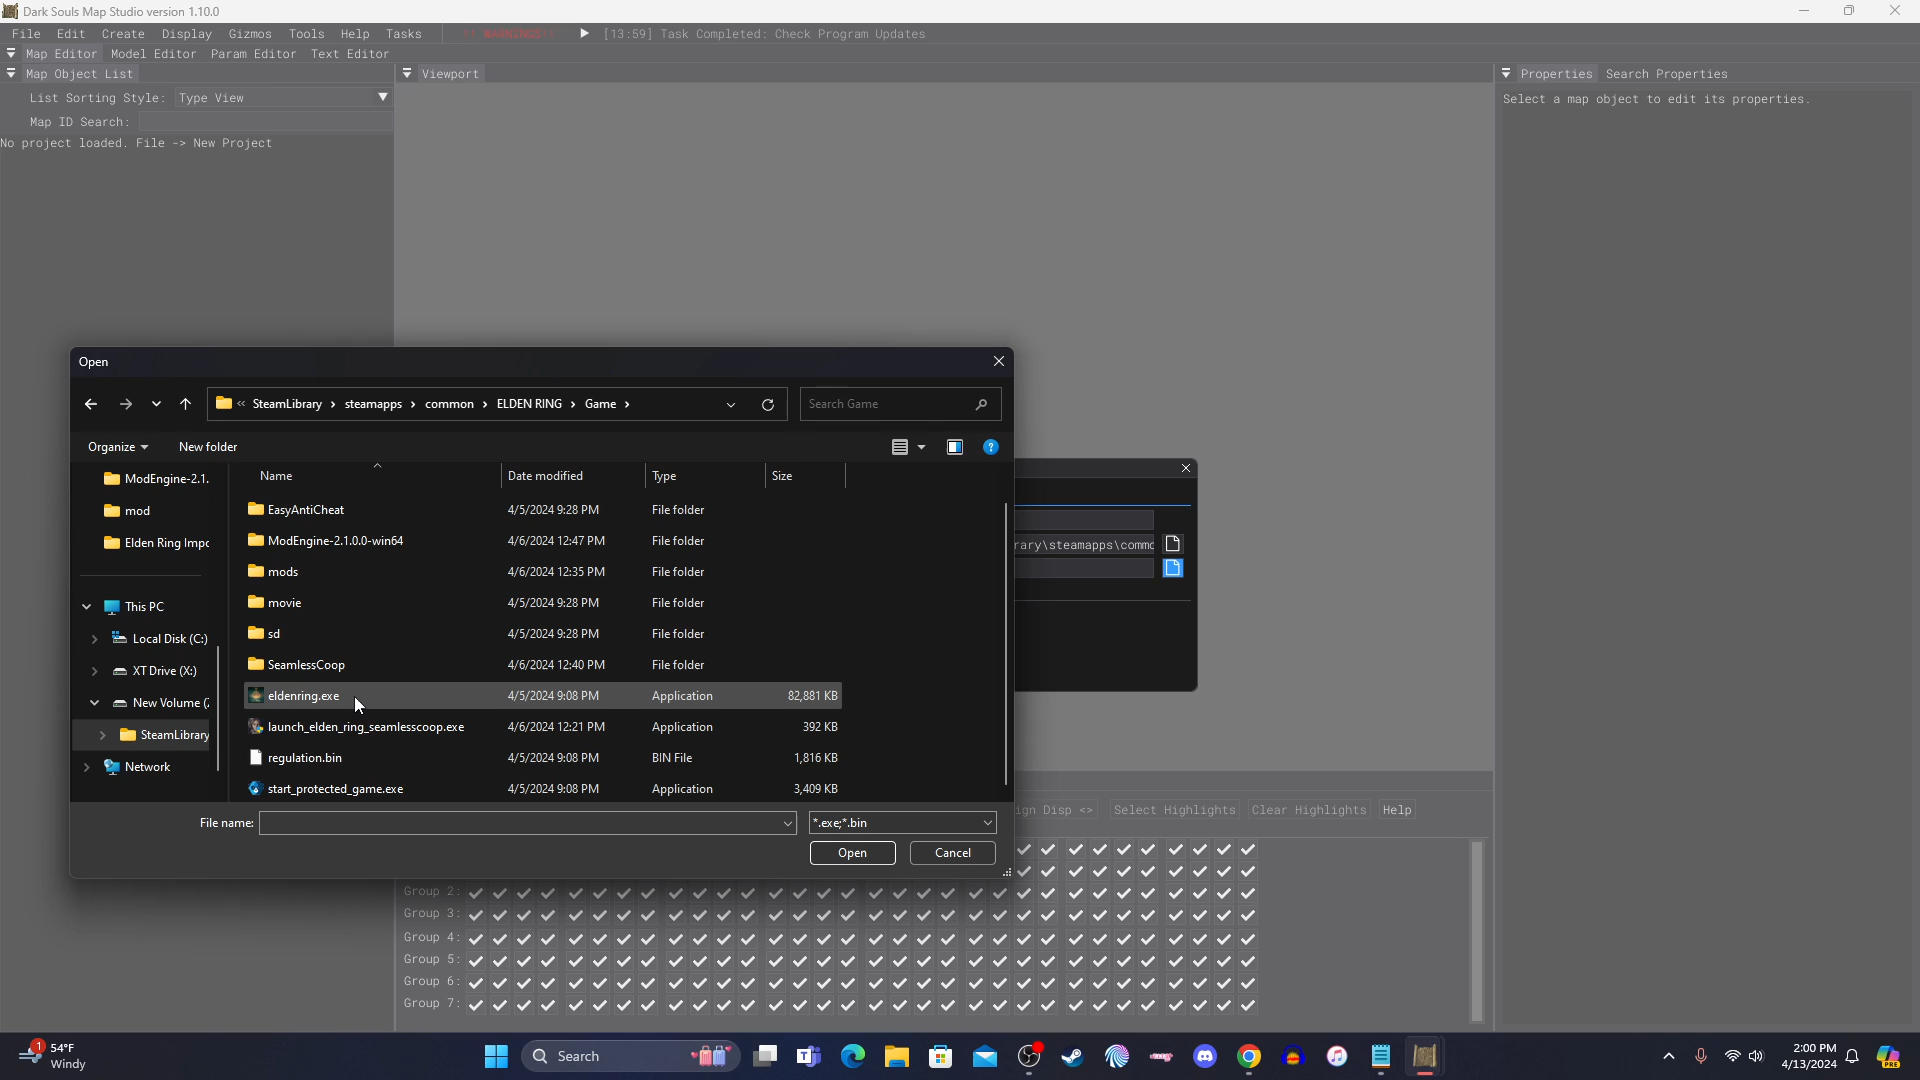 Dark Souls Map Studio version 1.10.0
File Edit Create Display Gizmos Tools Help Tasks !! WARNINGS!! [13:59] Task Completed: Check Program Updates
Map Editor Model Editor Param Editor Text Editor
Map Object List Viewport Properties Search Properties
List Sorting Style: Type View Select a map object to edit its properties.
Map ID Search:
No project loaded. File -> New Project
Open
« SteamLibrary › steamapps › common › ELDEN RING › Game › Search Game
Organize New folder
Name Date modified Type Size
ModEngine-2.1.
mod
Elden Ring Impo
This PC
Local Disk (C:)
XT Drive (X:)
New Volume (
SteamLibrary
Network
EasyAntiCheat 4/5/2024 9:28 PM File folder
ModEngine-2.1.0.0-win64 4/6/2024 12:47 PM File folder
mods 4/6/2024 12:35 PM File folder
movie 4/5/2024 9:28 PM File folder
sd 4/5/2024 9:28 PM File folder
SeamlessCoop 4/6/2024 12:40 PM File folder
eldenring.exe 4/5/2024 9:08 PM Application 82,881 KB
launch_elden_ring_seamlesscoop.exe 4/6/2024 12:21 PM Application 392 KB
regulation.bin 4/5/2024 9:08 PM BIN File 1,816 KB
start_protected_game.exe 4/5/2024 9:08 PM Application 3,409 KB
File name: *.exe;*.bin
Open Cancel
rary\steamapps\commo
ign Disp <> Select Highlights Clear Highlights Help
Group 2:
Group 3:
Group 4:
Group 5:
Group 6:
Group 7:
1 54°F
Windy
Search
2:00 PM
4/13/2024
PRE